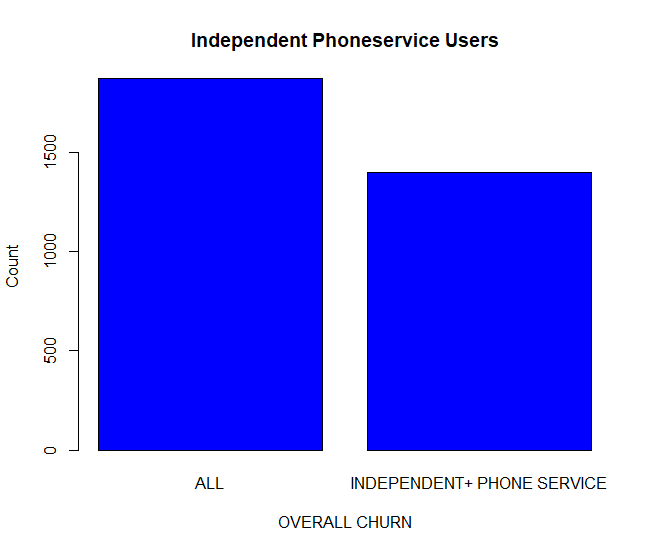 Independent Phoneservice Users
Count
1500
1000
500
0
ALL
INDEPENDENT+ PHONE SERVICE
OVERALL CHURN